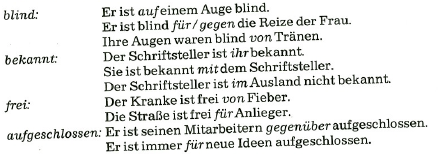 blind: Er ist auf einem Auge blind.
Er ist blind für/gegen die Reize der Frau.
Ihre Augen waren blind von Tränen.
bekannt: Der Schriftsteller ist ihr bekannt.
Sie ist bekannt mit dem Schriftsteller.
Der Schriftsteller ist im Ausland nicht bekannt.
frei: Der Kranke ist frei von Fieber.
Die Straße ist frei für Anlieger.
aufgeschlossen: Er ist seinen Mitarbeitern gegenüber aufgeschlossen.
Er ist immer für neue Ideen aufgeschlossen.